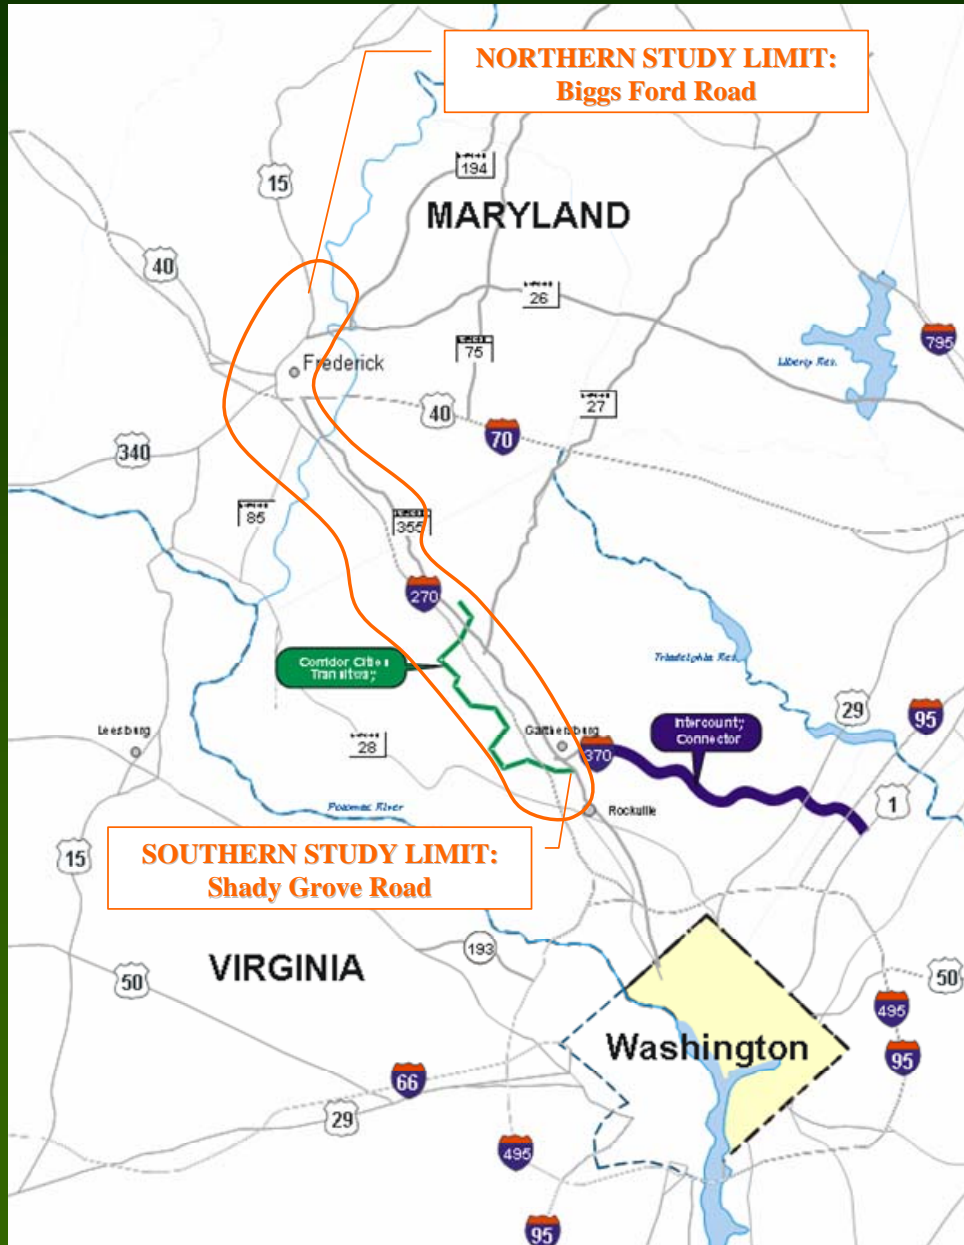 NORTHERN STUDY LIMIT:
Biggs Ford Road
194
15
MARYLAND
40
26
795
75
Liberty Res.
Frederick
27
40
70
340
85
355
270
Corridor Cities
Transitway
Triadelphia Res.
29
95
Intercounty
Connector
Leesburg
28
Gaithersburg
370
1
Potomac River
Rockville
15
SOUTHERN STUDY LIMIT:
Shady Grove Road
193
VIRGINIA
50
50
495
Washington
95
66
29
495
95